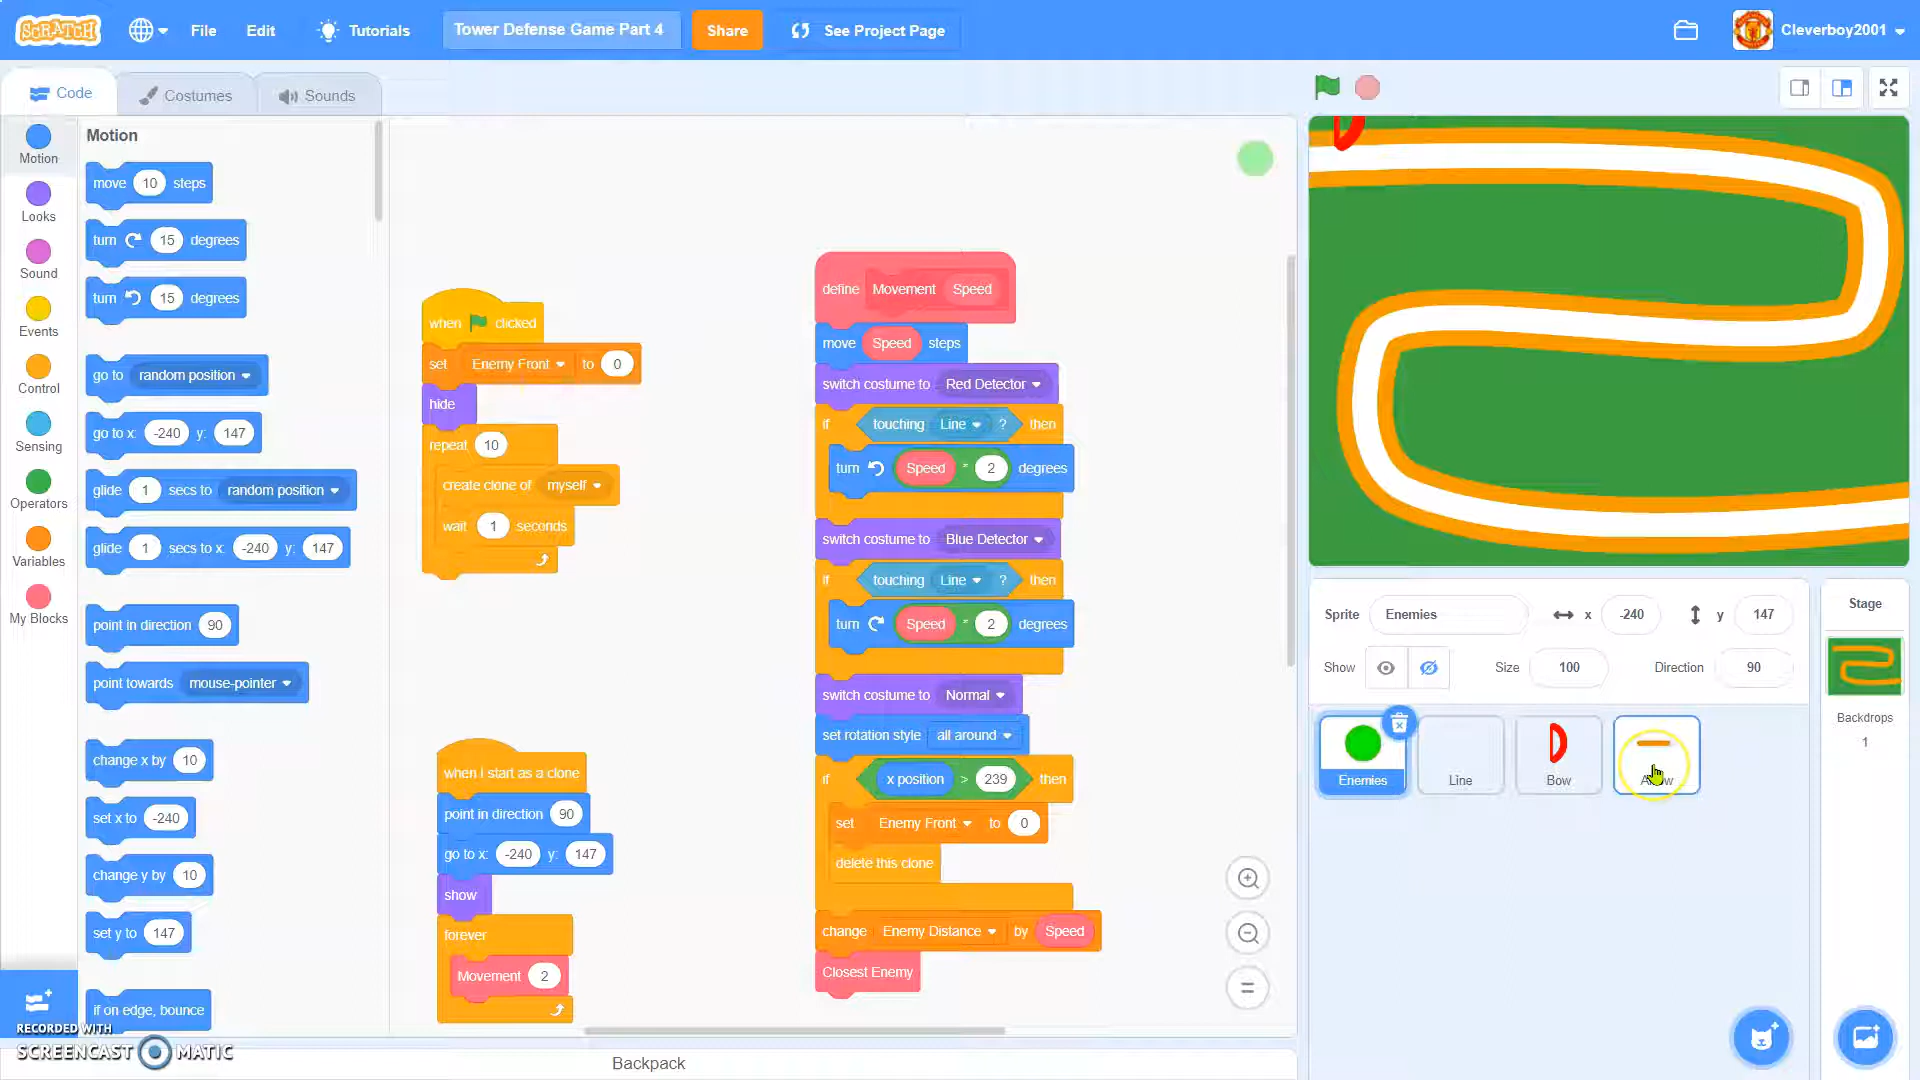 SCRATCH
File
Edit
Tutorials
Tower Defense Game Part 4
Share
See Project Page
Cleverboy2001
Code
Costumes
Sounds
Motion
Looks
Sound
Events
Control
Sensing
Operators
Variables
My Blocks
Motion
move 10 steps
turn 15 degrees
turn 15 degrees
go to random position
go to x: -240 y: 147
glide 1 secs to random position
glide 1 secs to x: -240 y: 147
point in direction 90
point towards mouse-pointer
change x by 10
set x to -240
change y by 10
set y to 147
if on edge, bounce
when clicked
set Enemy Front to 0
hide
repeat 10
create clone of myself
wait 1 seconds
when I start as a clone
point in direction 90
go to x: -240 y: 147
show
forever
Movement 2
define Movement Speed
move Speed steps
switch costume to Red Detector
if touching Line ? then
turn Speed * 2 degrees
switch costume to Blue Detector
if touching Line ? then
turn Speed * 2 degrees
switch costume to Normal
set rotation style all around
if x position > 239 then
set Enemy Front to 0
delete this clone
change Enemy Distance by Speed
Closest Enemy
Sprite Enemies x -240 y 147
Show Size 100 Direction 90
Enemies
Line
Bow
Stage
Backdrops
1
Backpack
RECORDED WITH
SCREENCAST MATIC